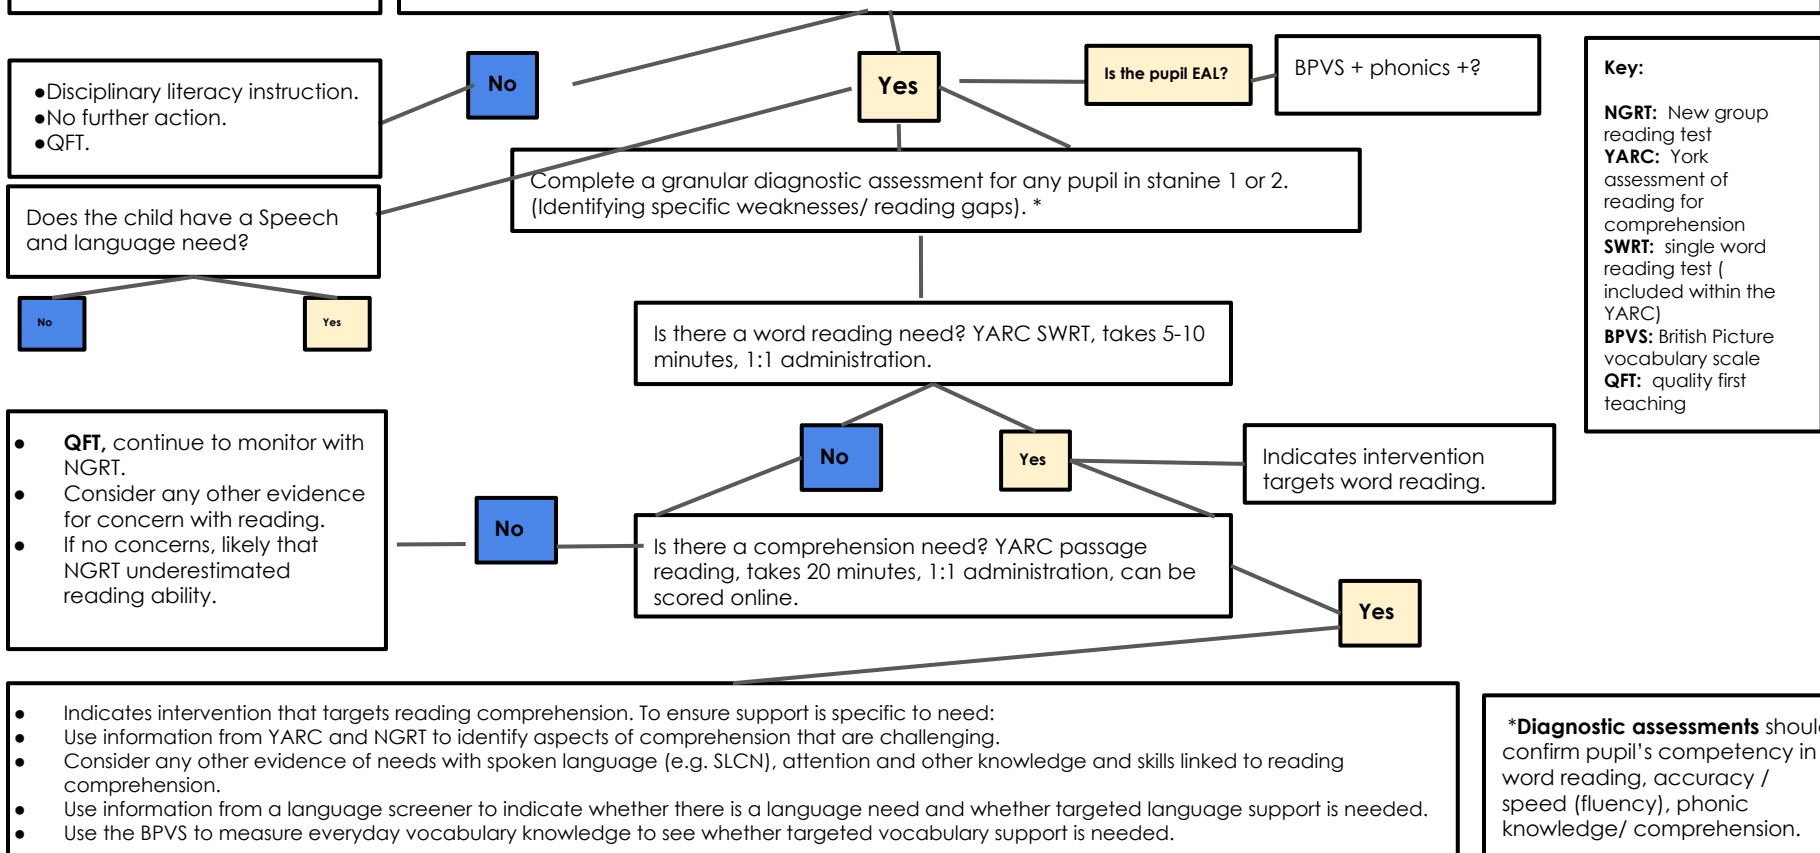 No
Yes
Is the pupil EAL?
BPVS + phonics +?
●Disciplinary literacy instruction.
●No further action.
●QFT.
Key:
NGRT: New group
reading test
YARC: York
assessment of
reading for
comprehension
SWRT: single word
reading test (
included within the
YARC)
BPVS: British Picture
vocabulary scale
QFT: quality first
teaching
Complete a granular diagnostic assessment for any pupil in stanine 1 or 2.
(Identifying specific weaknesses/ reading gaps). *
Does the child have a Speech
and language need?
No
Yes
Is there a word reading need? YARC SWRT, takes 5-10
minutes, 1:1 administration.
No
Yes
Indicates intervention
targets word reading.
● QFT, continue to monitor with
NGRT.
● Consider any other evidence
for concern with reading.
● If no concerns, likely that
NGRT underestimated
reading ability.
No
Is there a comprehension need? YARC passage
reading, takes 20 minutes, 1:1 administration, can be
scored online.
Yes
● Indicates intervention that targets reading comprehension. To ensure support is specific to need:
● Use information from YARC and NGRT to identify aspects of comprehension that are challenging.
● Consider any other evidence of needs with spoken language (e.g. SLCN), attention and other knowledge and skills linked to reading
comprehension.
● Use information from a language screener to indicate whether there is a language need and whether targeted language support is needed.
● Use the BPVS to measure everyday vocabulary knowledge to see whether targeted vocabulary support is needed.
*Diagnostic assessments shoul
confirm pupil's competency in
word reading, accuracy /
speed (fluency), phonic
knowledge/ comprehension.